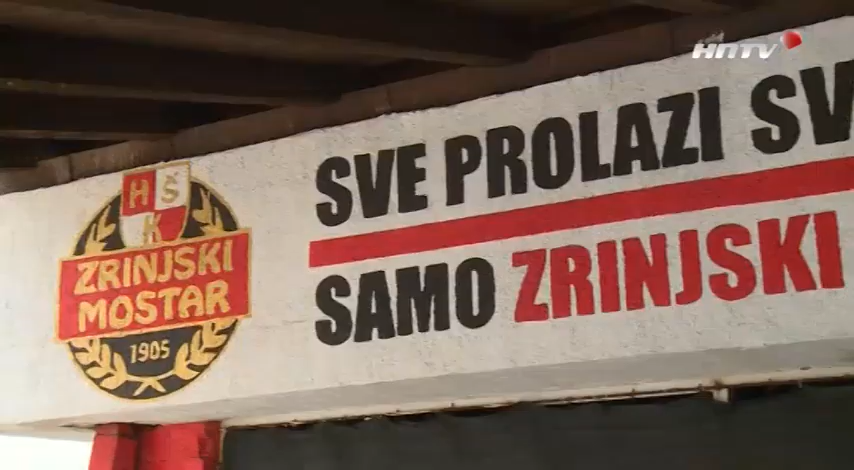 HNTV
SVE PROLAZI SV
SAMO ZRINJSKI
HŠK
ZRINJSKI
MOSTAR
1905